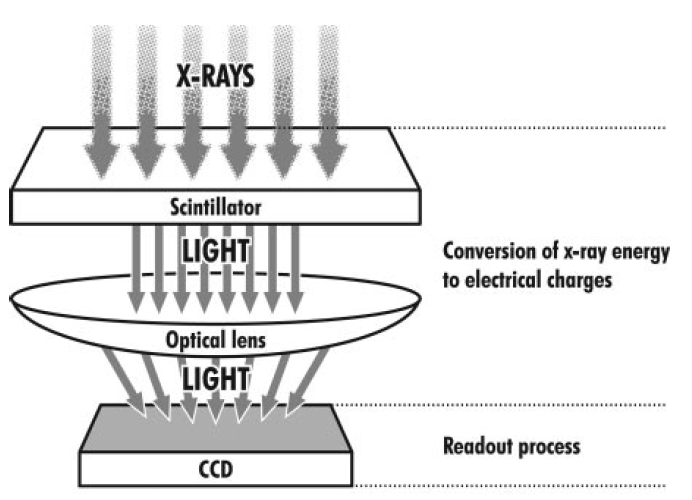 X-RAYS
Scintillator
LIGHT
Conversion of x-ray energy
to electrical charges
Optical lens
LIGHT
Readout process
CCD